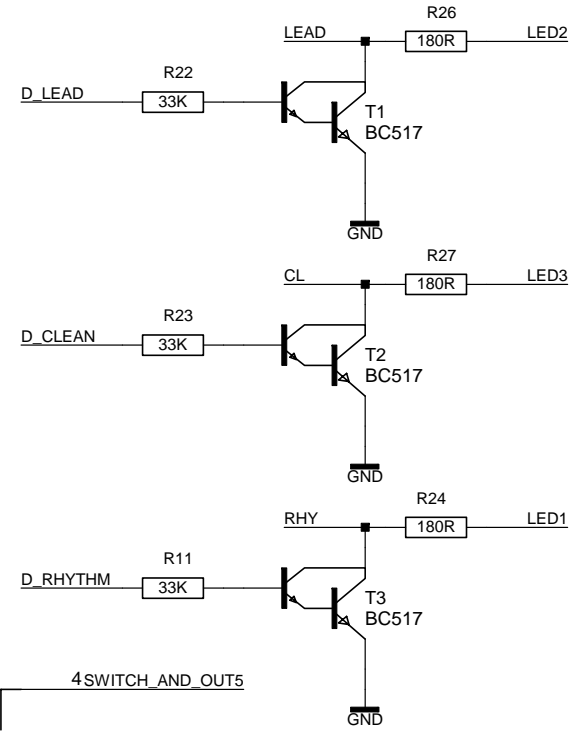 R26
LEAD 180R LED2
R22
D_LEAD 33K
T1
BC517
GND
R27
CL 180R LED3
R23
D_CLEAN 33K
T2
BC517
GND
R24
RHY 180R LED1
R11
D_RHYTHM 33K
T3
BC517
4 SWITCH_AND_OUT5
GND